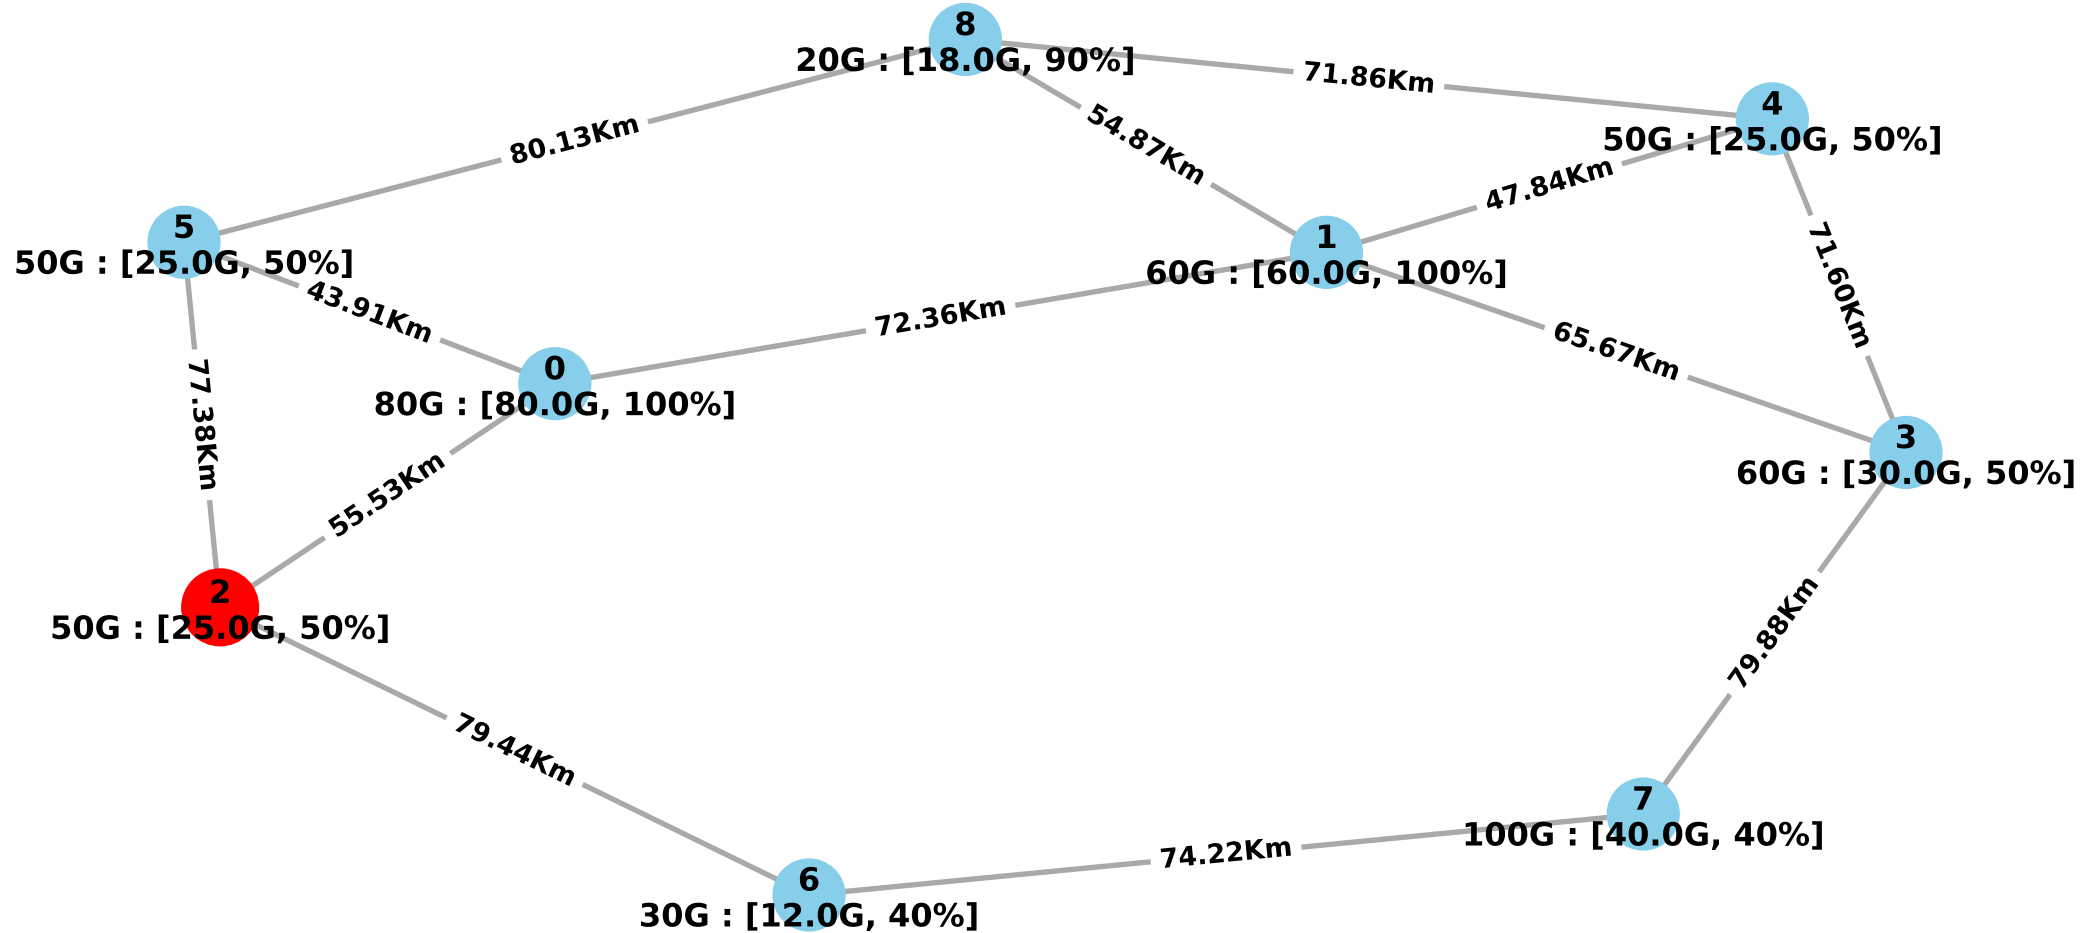 8
20G : [18.0G, 90%]
71.86Km
4
50G : [25.0G, 50%]
80.13Km
54.87Km
47.84Km
5
50G : [25.0G, 50%]
1
60G : [60.0G, 100%]
71.60Km
43.91Km
72.36Km
65.67Km
0
80G : [80.0G, 100%]
77.38Km
3
60G : [30.0G, 50%]
55.53Km
2
50G : [25.0G, 50%]
79.88Km
79.44Km
7
100G : [40.0G, 40%]
74.22Km
6
30G : [12.0G, 40%]